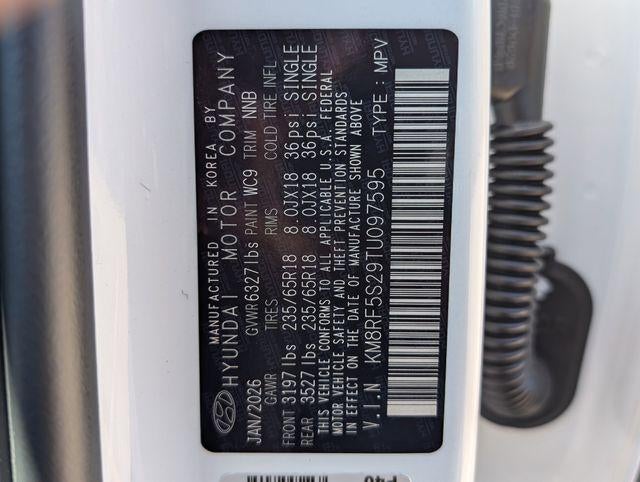 MANUFACTURED IN KOREA BY
HYUNDAI MOTOR COMPANY
JAN/2026 GVWR 6327 lbs PAINT WC9 TRIM NNB
GAWR TIRES RIMS COLD TIRE INFL
FRONT 3197 lbs 235/65R18 8.0JX18 36psi SINGLE
REAR 3527 lbs 235/65R18 8.0JX18 36psi SINGLE
THIS VEHICLE CONFORMS TO ALL APPLICABLE U.S.A. FEDERAL
MOTOR VEHICLE SAFETY AND THEFT PREVENTION STANDARDS
IN EFFECT ON THE DATE OF MANUFACTURE SHOWN ABOVE
V.I.N KM8RF5S29TU097595 TYPE : MPV